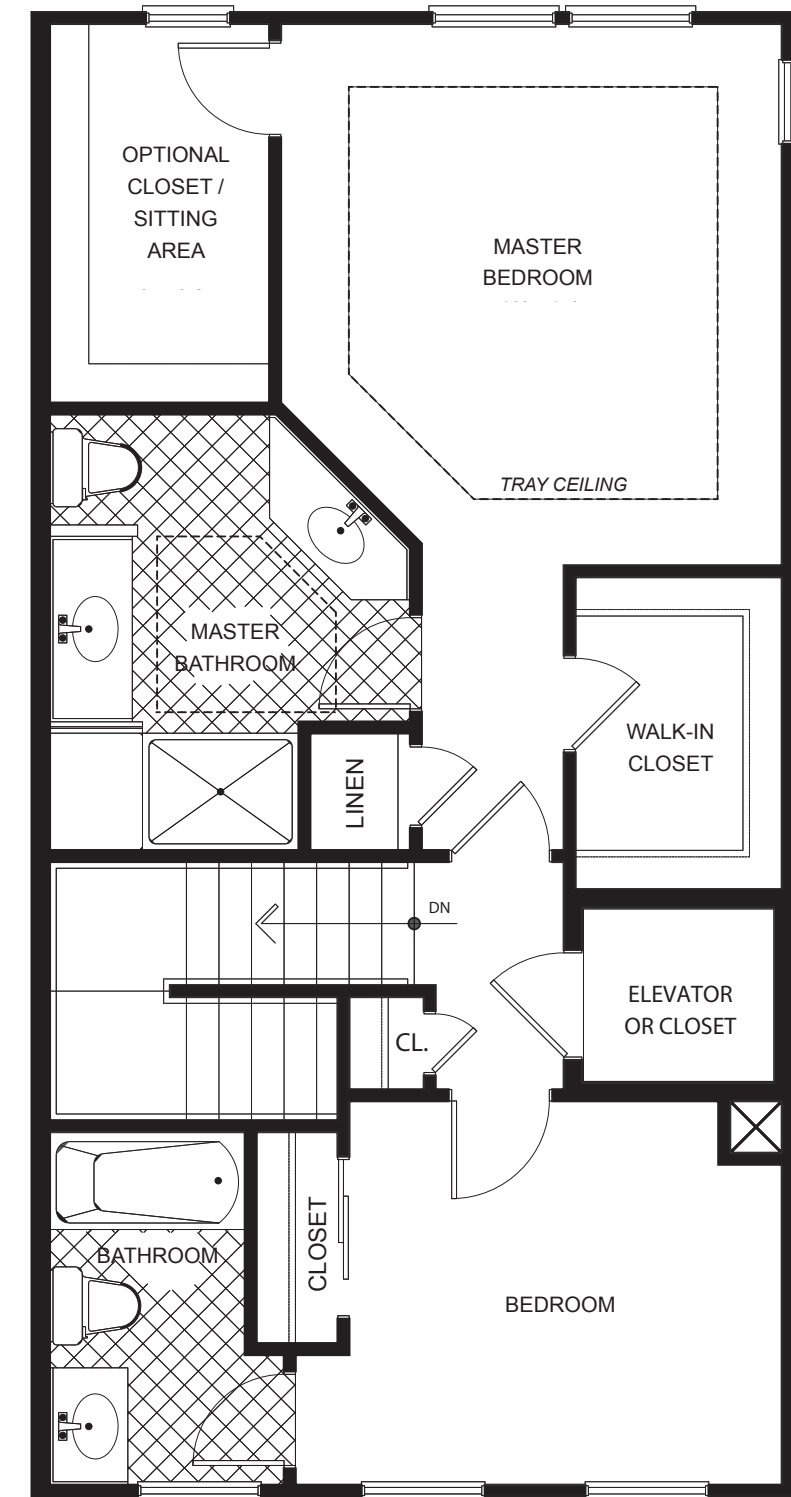 OPTIONAL
CLOSET /
SITTING
AREA
MASTER
BEDROOM
TRAY CEILING
MASTER
BATHROOM
WALK-IN
CLOSET
LINEN
DN
ELEVATOR
OR CLOSET
CL.
BATHROOM
CLOSET
BEDROOM